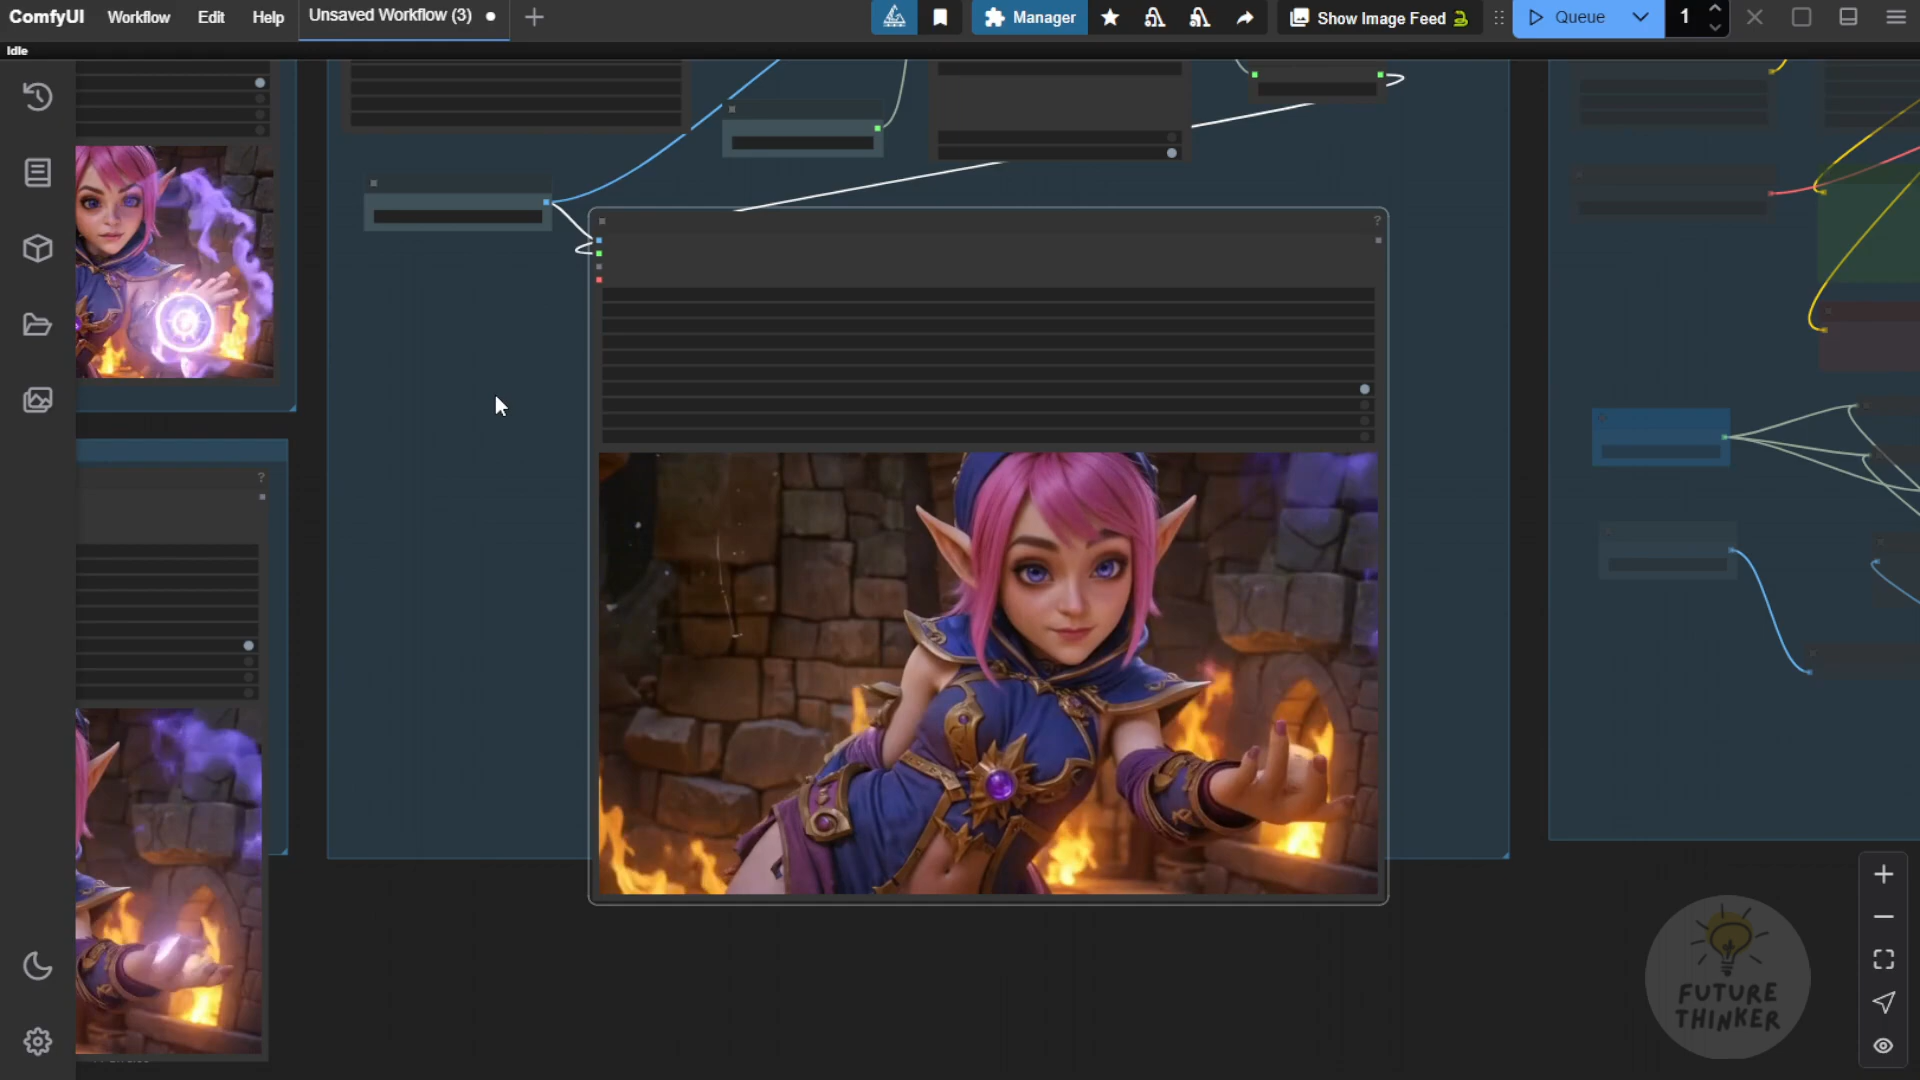 ComfyUI Workflow Edit Help Unsaved Workflow (3) Manager Show Image Feed Queue 1
Idle
?
?
FUTURE
THINKER